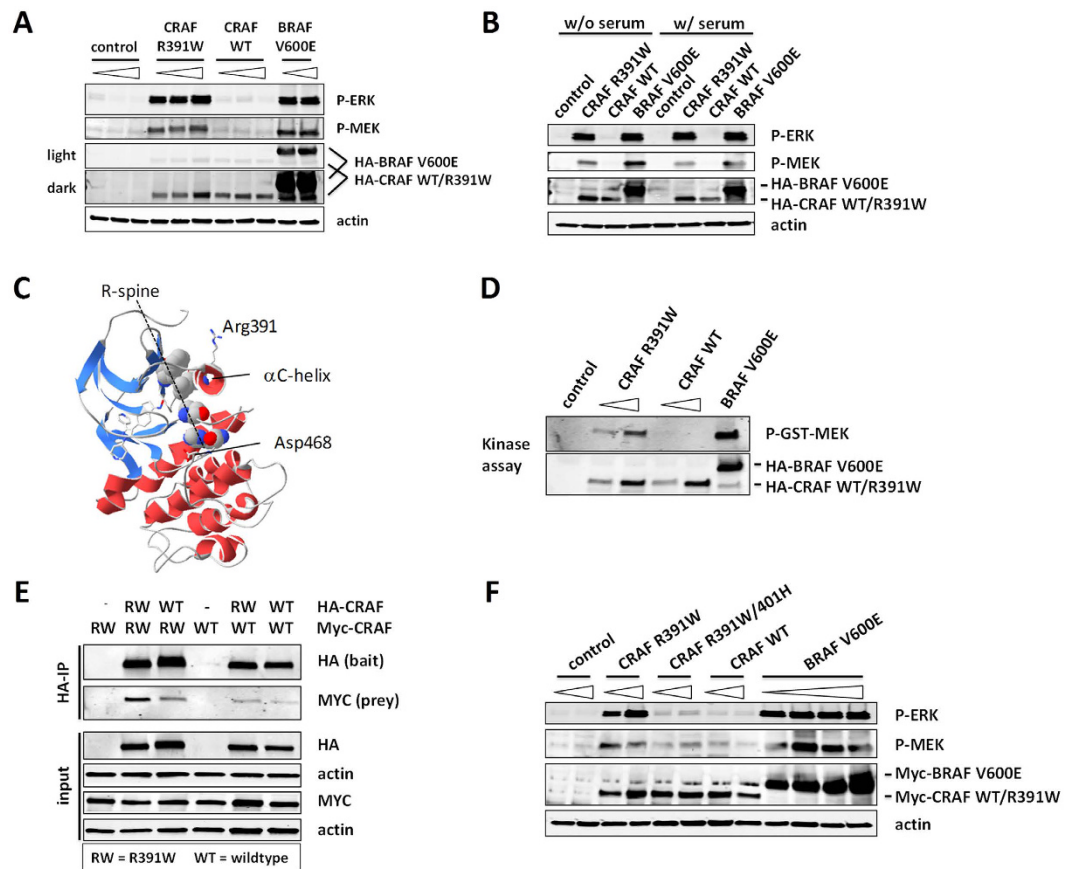 A
control
CRAF R391W
CRAF WT
BRAF V600E
P-ERK
P-MEK
light
HA-BRAF V600E
dark
HA-CRAF WT/R391W
actin
B
w/o serum w/ serum
control CRAF R391W CRAF WT BRAF V600E control CRAF R391W CRAF WT BRAF V600E
P-ERK
P-MEK
HA-BRAF V600E
HA-CRAF WT/R391W
actin
C
R-spine
Arg391
αC-helix
Asp468
D
control CRAF R391W CRAF WT BRAF V600E
Kinase assay
P-GST-MEK
HA-BRAF V600E
HA-CRAF WT/R391W
E
- RW WT - RW WT HA-CRAF
RW RW RW WT WT WT Myc-CRAF
HA-IP
HA (bait)
MYC (prey)
input
HA
actin
MYC
actin
RW = R391W WT = wildtype
F
control CRAF R391W CRAF R391W/401H CRAF WT BRAF V600E
P-ERK
P-MEK
Myc-BRAF V600E
Myc-CRAF WT/R391W
actin